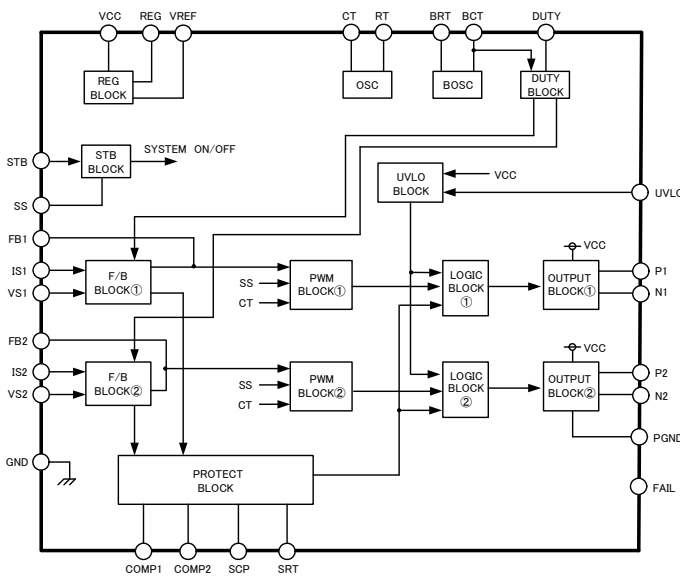 VCC REG VREF CT RT BRT BCT DUTY
REG
BLOCK
OSC
BOSC
DUTY
BLOCK
STB
STB
BLOCK
SYSTEM ON/OFF
UVLO
BLOCK
VCC
UVLO
SS
FB1
IS1
VS1
F/B
BLOCK①
SS
CT
PWM
BLOCK①
LOGIC
BLOCK
①
VCC
OUTPUT
BLOCK①
P1
N1
FB2
IS2
VS2
F/B
BLOCK②
SS
CT
PWM
BLOCK②
LOGIC
BLOCK
②
VCC
OUTPUT
BLOCK②
P2
N2
PGND
GND
PROTECT
BLOCK
FAIL
COMP1 COMP2 SCP SRT